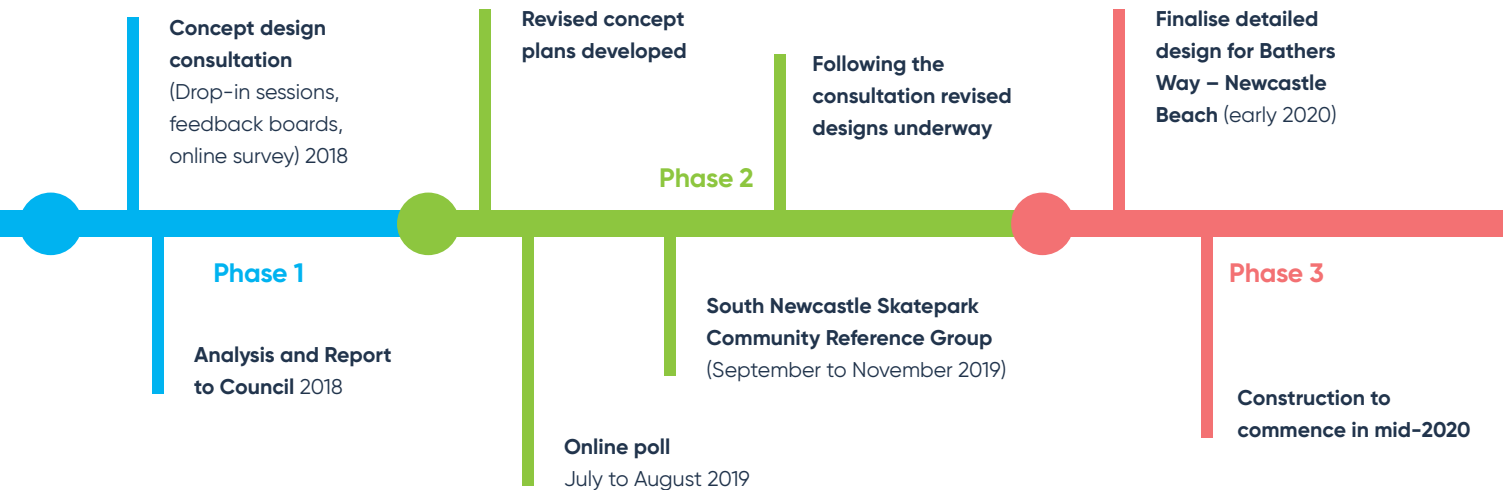 Concept design
consultation
(Drop-in sessions,
feedback boards,
online survey) 2018
Phase 1
Analysis and Report
to Council 2018
Revised concept
plans developed
Phase 2
Following the
consultation revised
designs underway
Online poll
July to August 2019
South Newcastle Skatepark
Community Reference Group
(September to November 2019)
Finalise detailed
design for Bathers
Way – Newcastle
Beach (early 2020)
Phase 3
Construction to
commence in mid-2020